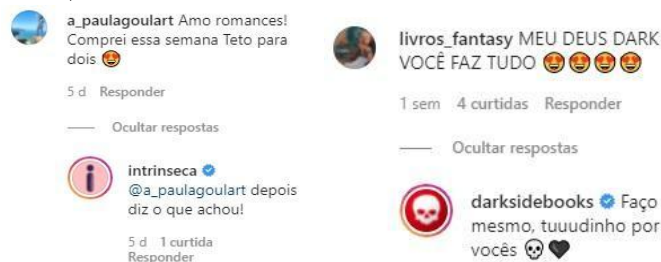 a_paulagoulart Amo romances!
Comprei essa semana Teto para
dois 😍
5 d Responder
Ocultar respostas
intrinseca
@a_paulagoulart depois
diz o que achou!
5 d 1 curtida
Responder
livros_fantasy MEU DEUS DARK
VOCÊ FAZ TUDO 😍😍😍😍
1 sem 4 curtidas Responder
Ocultar respostas
darksidebooks Faço
mesmo, tuuudinho por
vocês 💀🖤